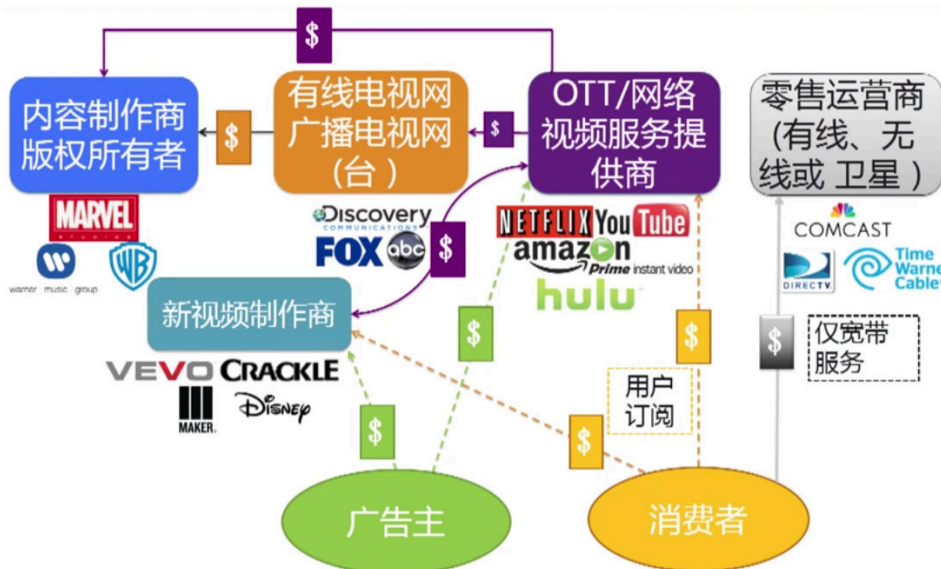 $
内容制作商
版权所有者
$
有线电视网
广播电视网
(台)
$
OTT/网络
视频服务提
供商
零售运营商
(有线、无
线或 卫星 )
MARVEL
STUDIOS
warner music group
WB
Discovery
COMMUNICATIONS
FOX abc
$
NETFLIX YouTube
amazon
Prime instant video
hulu
COMCAST
DIRECTV
Time
Warner
Cable
新视频制作商
vevo CRACKLE
MAKER
Disney
$
$
$
仅宽带
服务
用户
订阅
$
$
广告主
消费者